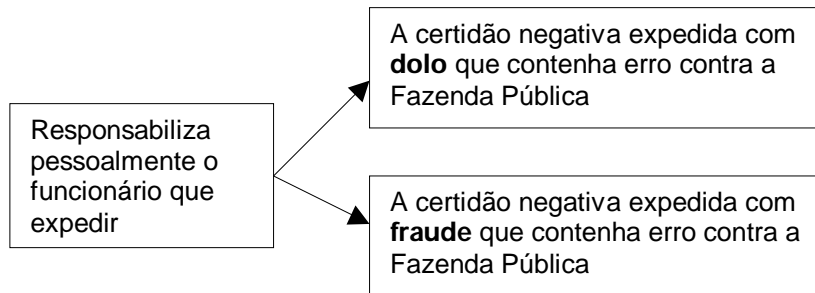 Responsabiliza
pessoalmente o
funcionário que
expedir
A certidão negativa expedida com
dolo que contenha erro contra a
Fazenda Pública
A certidão negativa expedida com
fraude que contenha erro contra a
Fazenda Pública